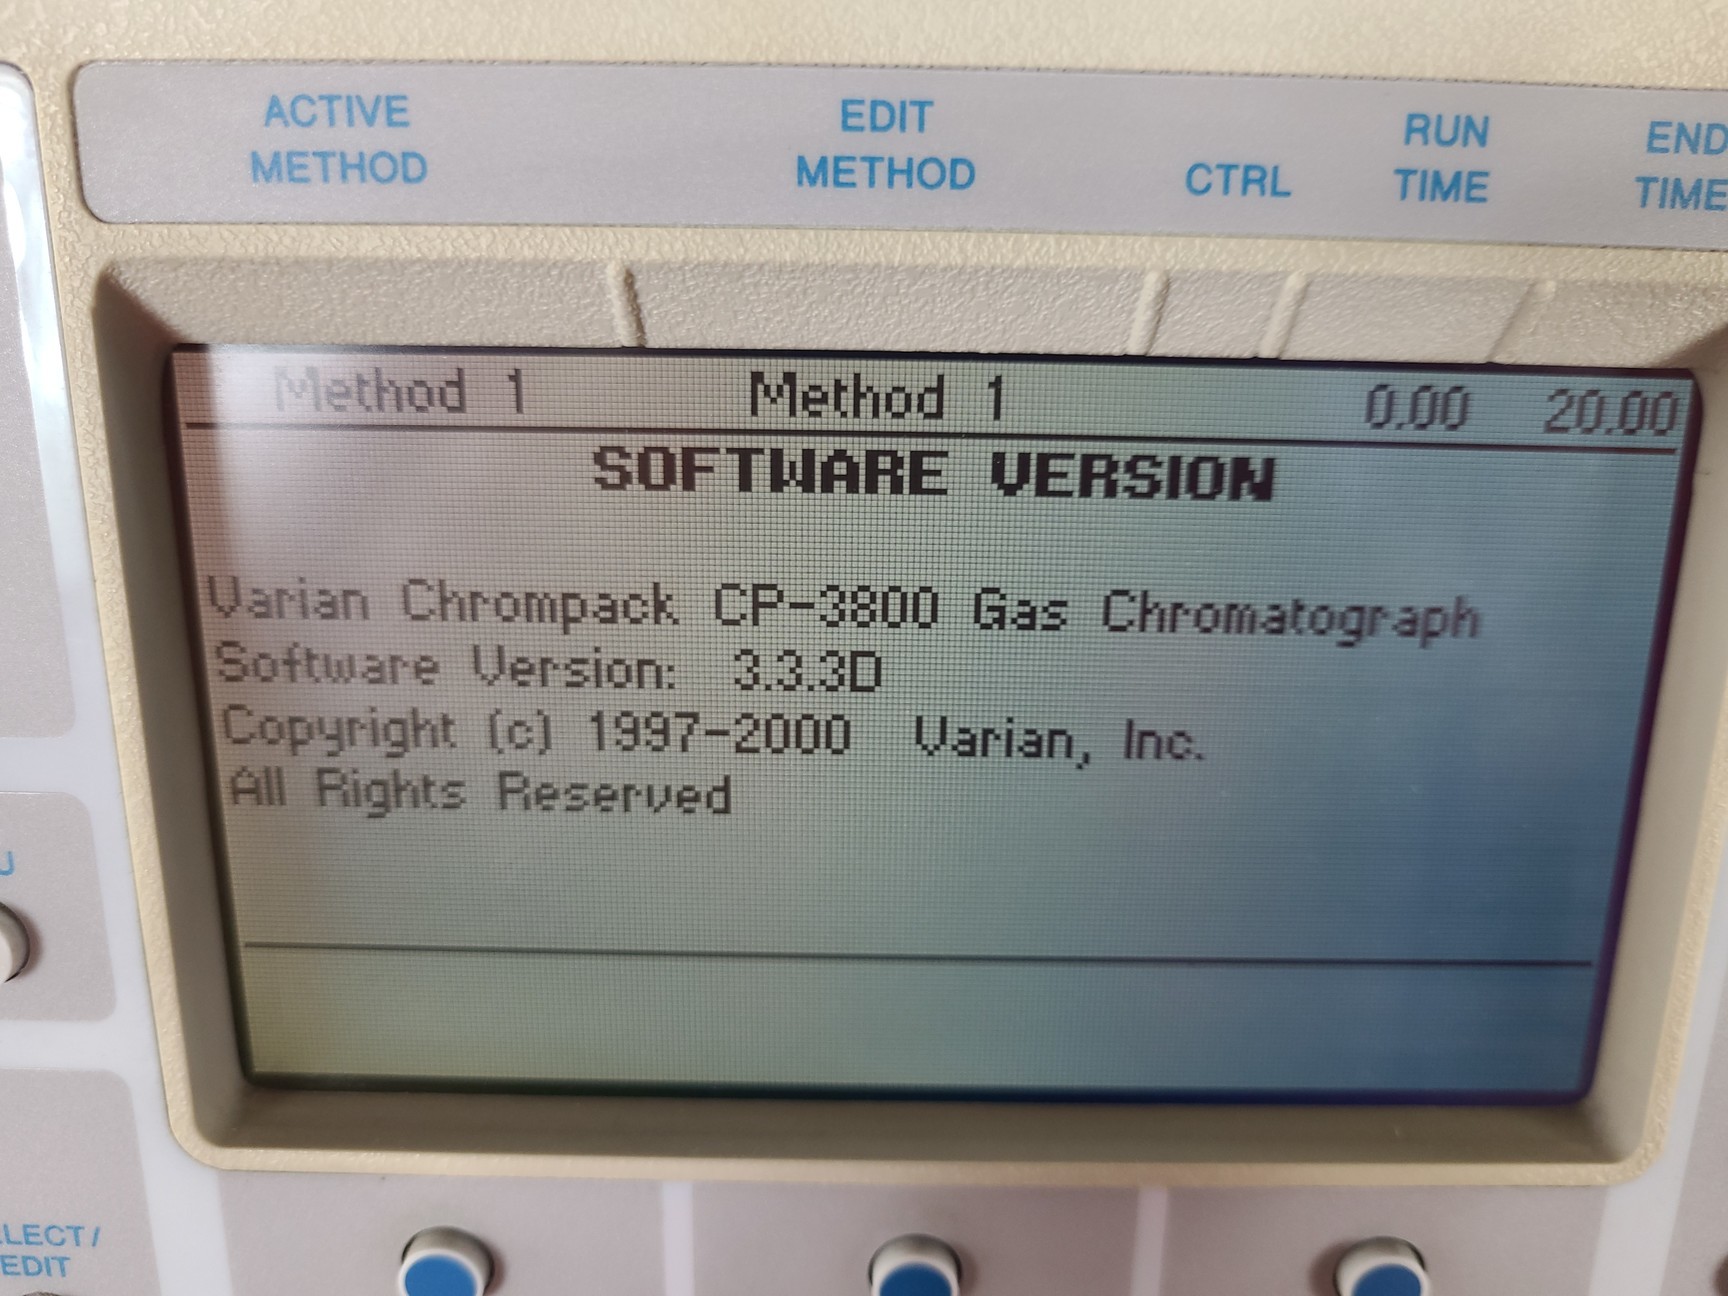 ACTIVE METHOD
EDIT METHOD
CTRL
RUN TIME
END TIME
Method 1 Method 1 0.00 20.00
SOFTWARE VERSION
Varian Chrompack CP-3800 Gas Chromatograph
Software Version: 3.3.3D
Copyright (c) 1997-2000 Varian, Inc.
All Rights Reserved
EDIT